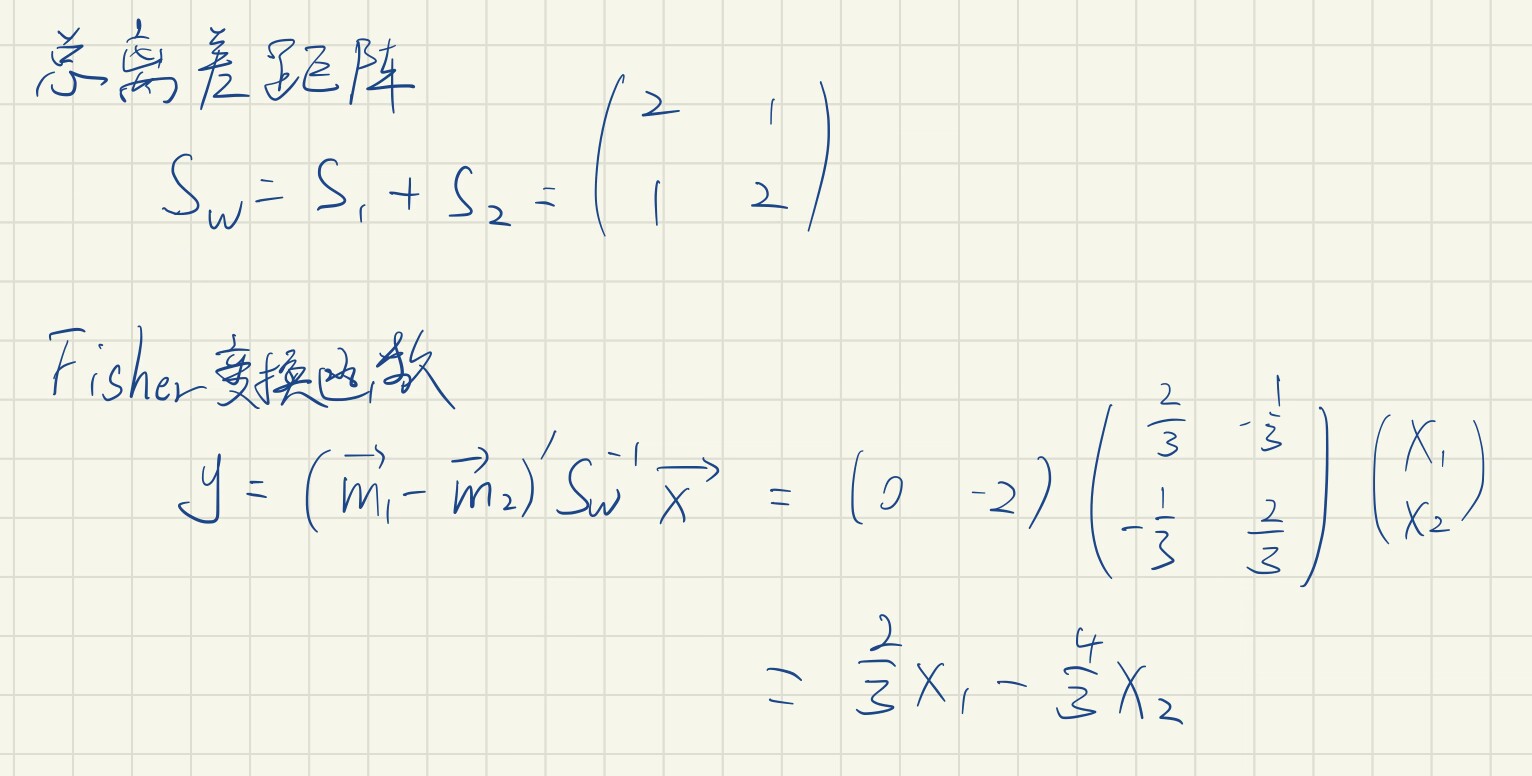 总离差距阵
S_w = S_1 + S_2 = \begin{pmatrix} 2 & 1 \\ 1 & 2 \end{pmatrix}
Fisher变换函数
y = (\vec{m_1} - \vec{m_2})' S_w^{-1} \vec{x} = (0 \quad -2) \begin{pmatrix} \frac{2}{3} & -\frac{1}{3} \\ -\frac{1}{3} & \frac{2}{3} \end{pmatrix} \begin{pmatrix} x_1 \\ x_2 \end{pmatrix}
= \frac{2}{3} x_1 - \frac{4}{3} x_2